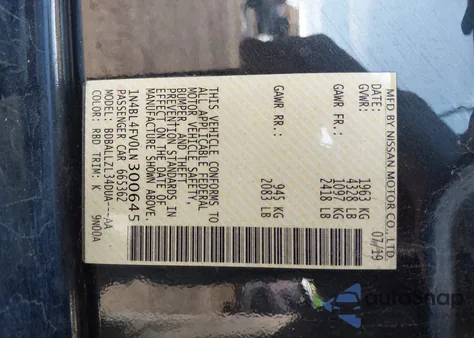 MFD BY NISSAN MOTOR CO.,LTD.
DATE: 07/19
GVWR: 1963 KG
4329 LB
GAWR FR.: 1097 KG
2418 LB
GAWR RR.: 945 KG
2083 LB
THIS VEHICLE CONFORMS TO
ALL APPLICABLE FEDERAL
MOTOR VEHICLE SAFETY,
BUMPER, AND THEFT
PREVENTION STANDARDS IN
EFFECT ON THE DATE OF
MANUFACTURE SHOWN ABOVE.
1N4BL4FV0LN300645
PASSENGER CAR 665362
MODEL: BDBALLZL34DUA---AA
COLOR: RBD TRIM: K 9N00A
autoSnap